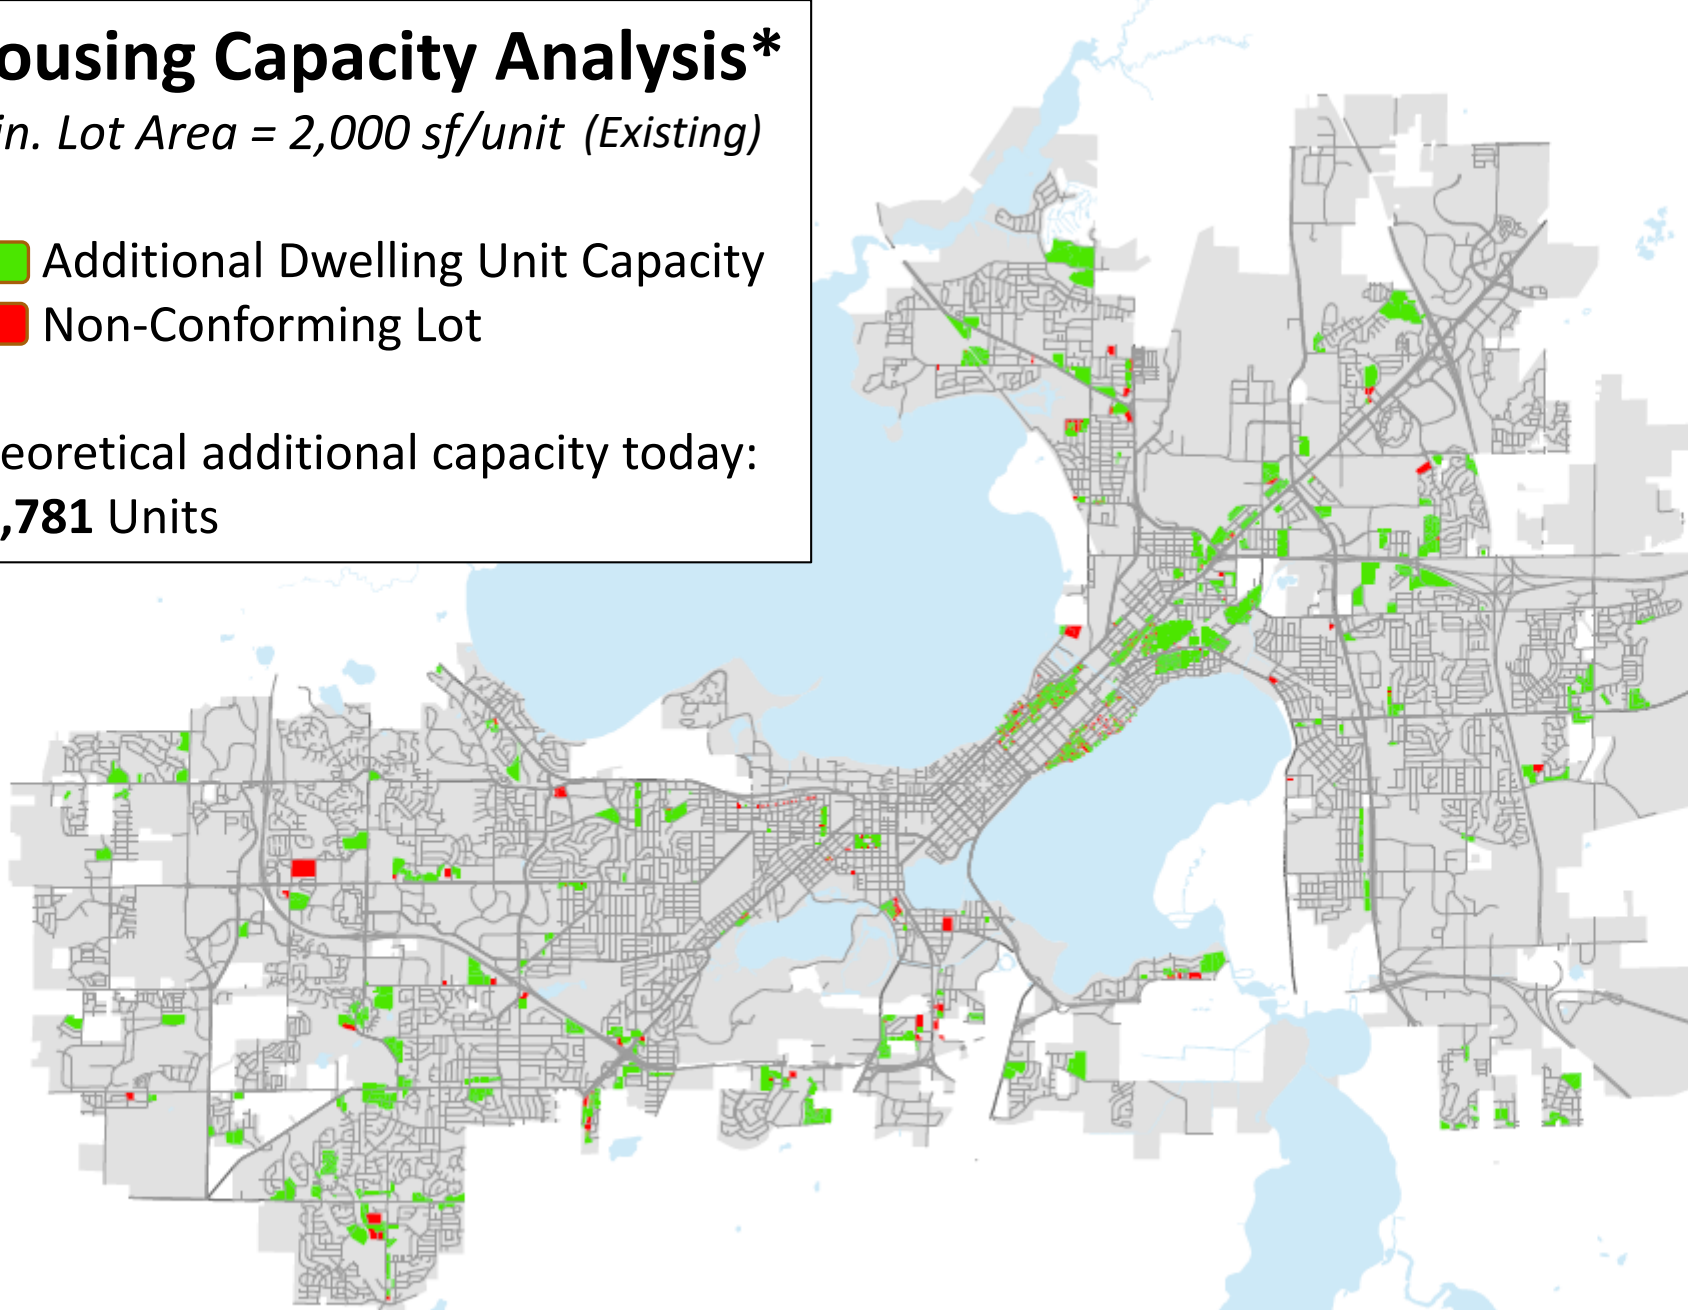 ousing Capacity Analysis*
in. Lot Area = 2,000 sf/unit (Existing)
Additional Dwelling Unit Capacity
Non-Conforming Lot
eoretical additional capacity today:
,781 Units